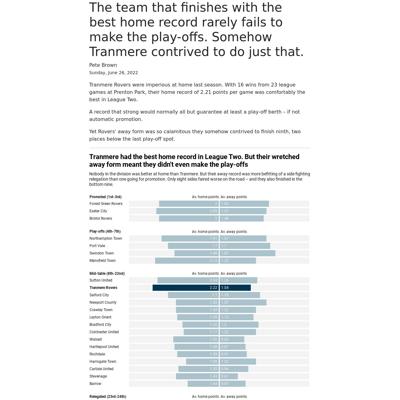 The team that finishes with the
best home record rarely fails to
make the play-offs. Somehow
Tranmere contrived to do just that.
Pete Brown
Sunday, June 26, 2022
Tranmere Rovers were imperious at home last season. With 16 wins from 23 league
games at Prenton Park, their home record of 2.21 points per game was comfortably the
best in League Two.
A record that strong would normally all but guarantee at least a play-off berth – if not
automatic promotion.
Yet Rovers' away form was so calamitous they somehow contrived to finish ninth, two
places below the last play-off spot.
Tranmere had the best home record in League Two. But their wretched
away form meant they didn't even make the play-offs
Nobody in the division was better at home than Tranmere. But their away record was more befitting of a side fighting
relegation than one going for promotion. Only eight sides fared worse on the road – and they also finished in the
bottom nine.
Promoted (1st-3rd) Av. home points Av. away points
Forest Green Rovers
Exeter City
Bristol Rovers
Play-offs (4th-7th) Av. home points Av. away points
Northampton Town
Port Vale
Swindon Town
Mansfield Town
Mid-table (8th-22nd) Av. home points Av. away points
Sutton United
Tranmere Rovers 2.22
Salford City
Newport County
Crawley Town
Leyton Orient
Bradford City
Colchester United
Walsall
Hartlepool United
Rochdale
Harrogate Town
Carlisle United
Stevenage
Barrow
Relegated (23rd-24th) Av. home points Av. away points